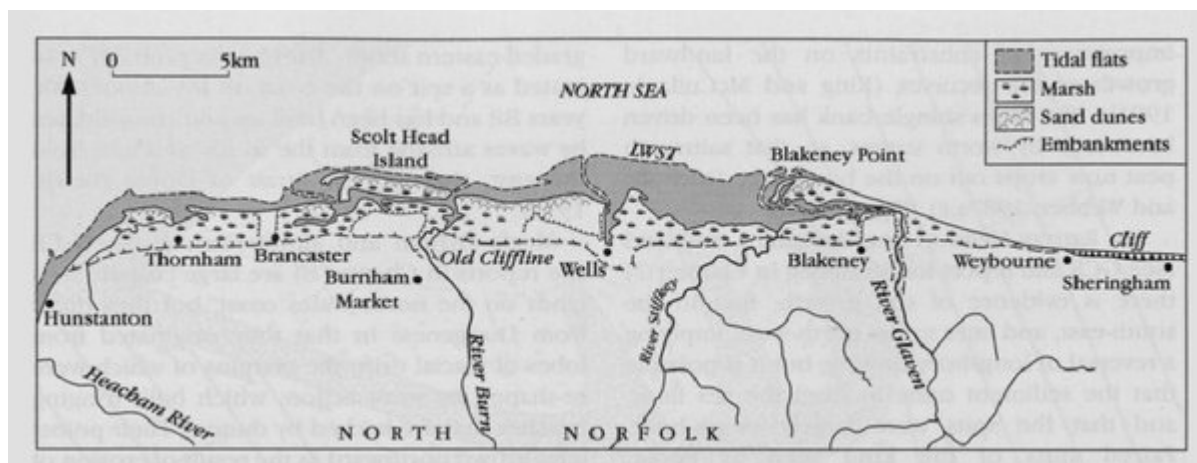 N
0 5km
NORTH SEA
Tidal flats
Marsh
Sand dunes
Embankments
Scolt Head
Island
LWST
Blakeney Point
Thornham
Brancaster
Old Cliffline
Burnham
Market
Wells
Blakeney
Weybourne
Cliff
Sheringham
Hunstanton
River Stiffkey
River Glaven
River Burn
Heacham River
NORTH NORFOLK